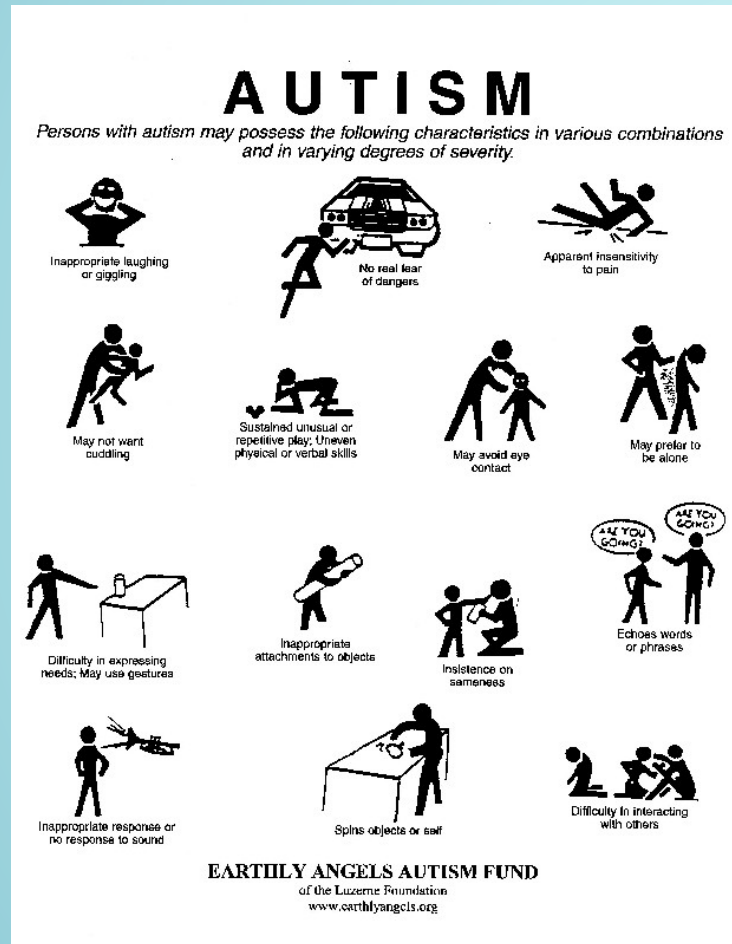 AUTISM
Persons with autism may possess the following characteristics in various combinations
and in varying degrees of severity.
Inappropriate laughing
or giggling
No real fear
of dangers
Apparent insensitivity
to pain
May not want
cuddling
Sustained unusual or
repetitive play; Uneven
physical or verbal skills
May avoid eye
contact
May prefer to
be alone
Difficulty in expressing
needs; May use gestures
Inappropriate
attachments to objects
Insistence on
sameness
ARE YOU
GOING?
ARE YOU
GOING?
Echoes words
or phrases
Inappropriate response or
no response to sound
Spins objects or self
Difficulty in interacting
with others
EARTHLY ANGELS AUTISM FUND
of the Luzerne Foundation
www.earthlyangels.org